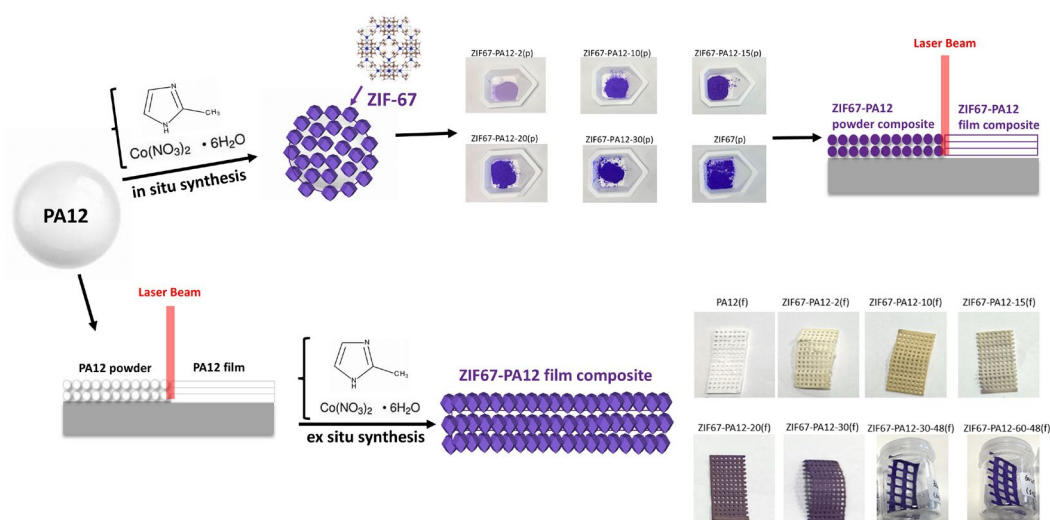 PA12
N
N
H
CH₃
Co(NO₃)₂ • 6H₂O
in situ synthesis
ZIF-67
ZIF67-PA12-2(p)
ZIF67-PA12-10(p)
ZIF67-PA12-15(p)
ZIF67-PA12-20(p)
ZIF67-PA12-30(p)
ZIF67(p)
Laser Beam
ZIF67-PA12
powder composite
ZIF67-PA12
film composite
Laser Beam
PA12 powder
PA12 film
N
N
H
CH₃
Co(NO₃)₂ • 6H₂O
ex situ synthesis
ZIF67-PA12 film composite
PA12(f)
ZIF67-PA12-2(f)
ZIF67-PA12-10(f)
ZIF67-PA12-15(f)
ZIF67-PA12-20(f)
ZIF67-PA12-30(f)
ZIF67-PA12-30-48(f)
ZIF67-PA12-60-48(f)